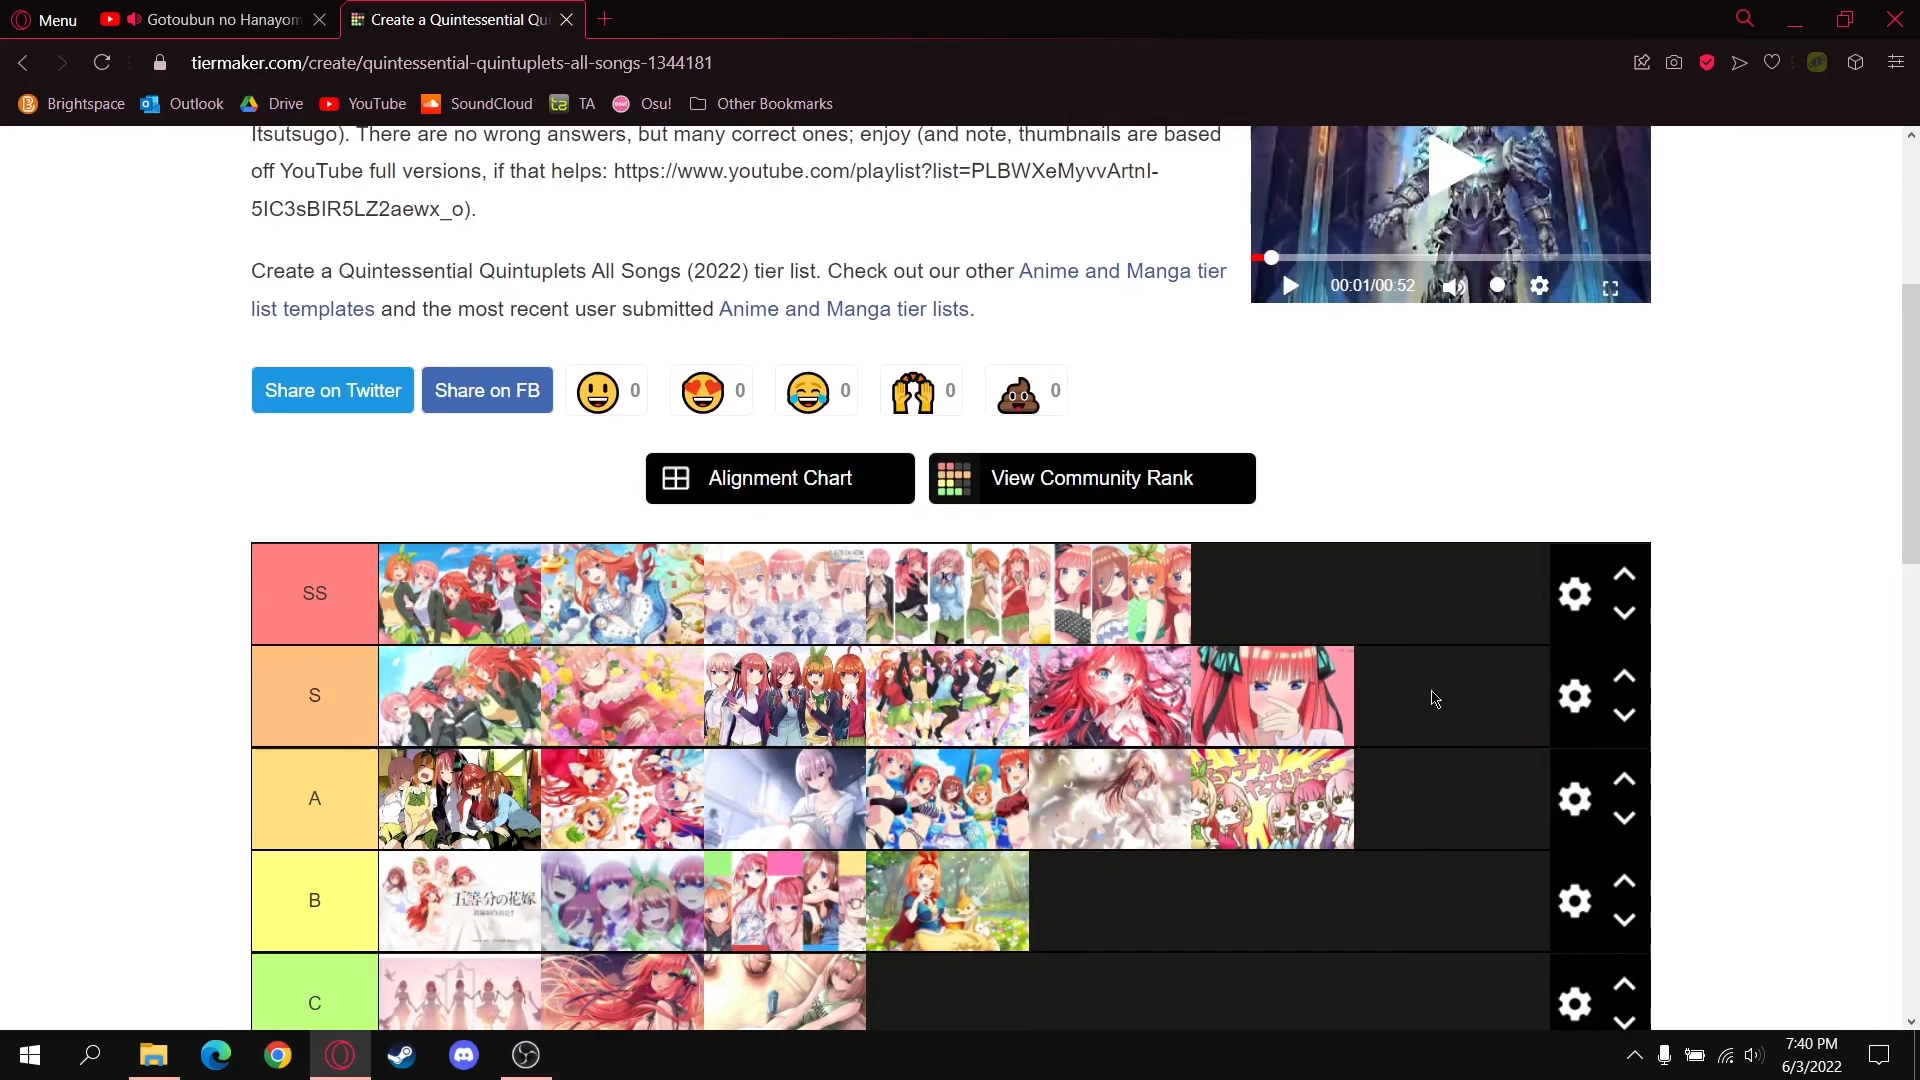 Menu
Gotoubun no Hanayom
Create a Quintessential Qui
tiermaker.com/create/quintessential-quintuplets-all-songs-1344181
Brightspace
Outlook
Drive
YouTube
SoundCloud
TA
Osu!
Other Bookmarks
Itsutsugo). There are no wrong answers, but many correct ones; enjoy (and note, thumbnails are based
off YouTube full versions, if that helps: https://www.youtube.com/playlist?list=PLBWXeMyvvArtnI-
5IC3sBIR5LZ2aewx_o).
Create a Quintessential Quintuplets All Songs (2022) tier list. Check out our other Anime and Manga tier
list templates and the most recent user submitted Anime and Manga tier lists.
00:01/00:52
Share on Twitter
Share on FB
0
0
0
0
0
Alignment Chart
View Community Rank
SS
S
A
B
五等分の花嫁
C
7:40 PM
6/3/2022